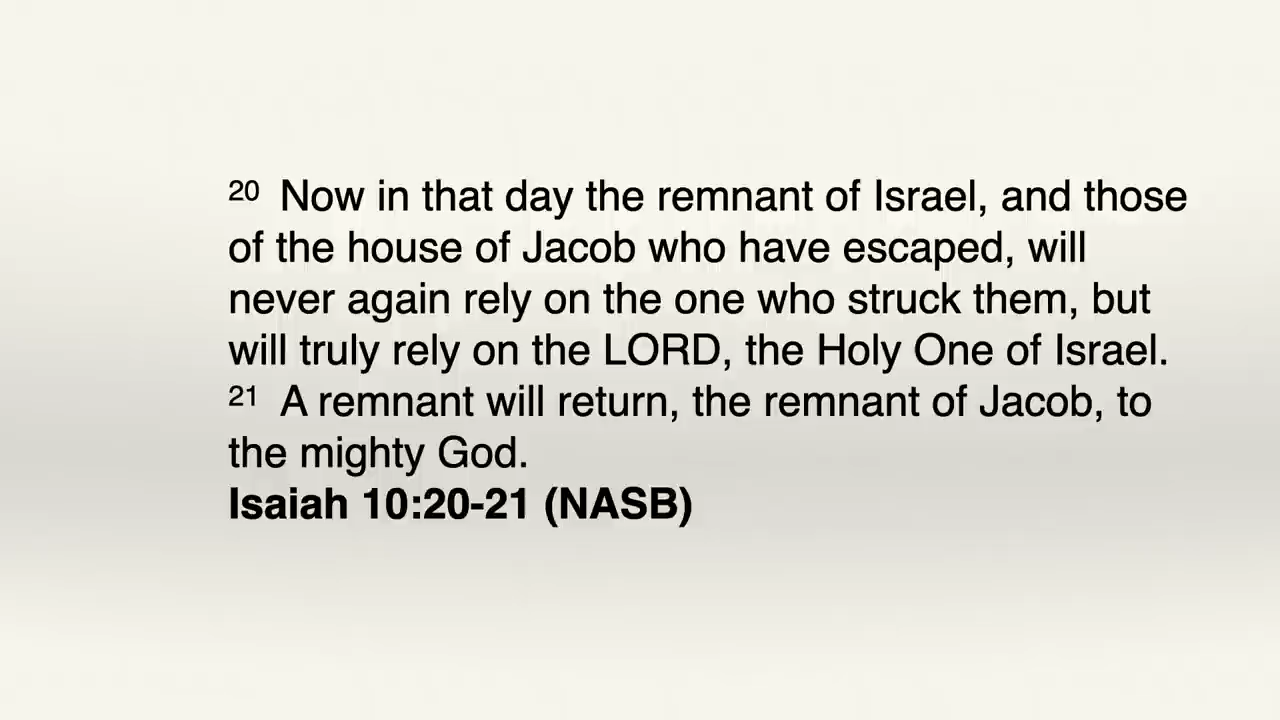 20 Now in that day the remnant of Israel, and those
of the house of Jacob who have escaped, will
never again rely on the one who struck them, but
will truly rely on the LORD, the Holy One of Israel.
21 A remnant will return, the remnant of Jacob, to
the mighty God.
Isaiah 10:20-21 (NASB)